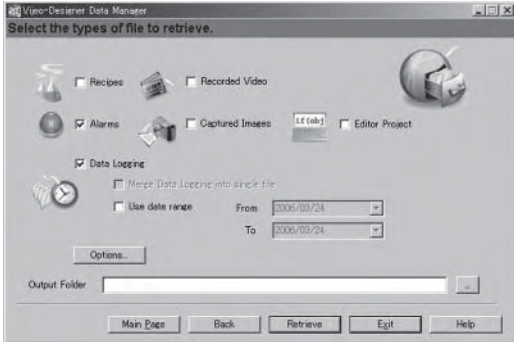 Vijeo-Designer Data Manager
Select the types of file to retrieve.
Recipes
Recorded Video
Alarms
Captured Images
if(obj
Editor Project
Data Logging
Merge Data Logging into single file
Use date range
From
2006/03/24
To
2006/03/24
Options..
Output Folder
..
Main Page
Back
Retrieve
Exit
Help